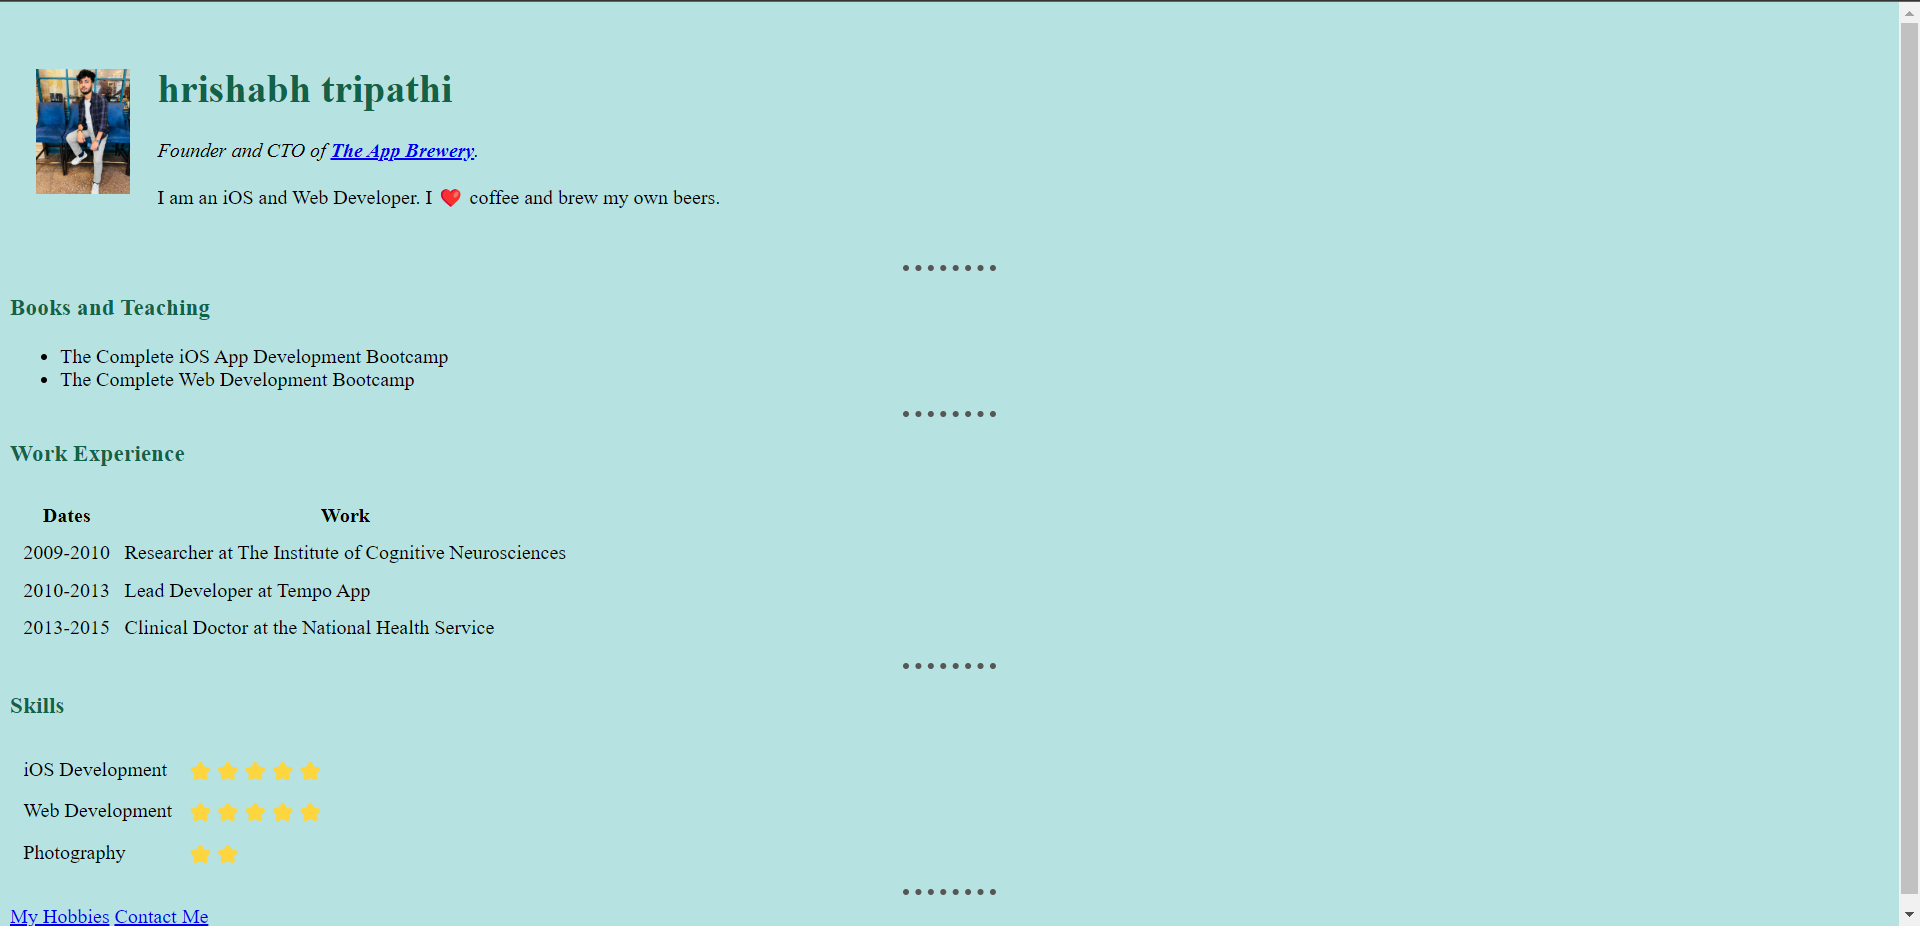 hrishabh tripathi
Founder and CTO of The App Brewery.
I am an iOS and Web Developer. I ❤️ coffee and brew my own beers.
Books and Teaching
• The Complete iOS App Development Bootcamp
• The Complete Web Development Bootcamp
Work Experience
Dates Work
2009-2010 Researcher at The Institute of Cognitive Neurosciences
2010-2013 Lead Developer at Tempo App
2013-2015 Clinical Doctor at the National Health Service
Skills
iOS Development ⭐⭐⭐⭐⭐
Web Development ⭐⭐⭐⭐⭐
Photography ⭐⭐
My Hobbies Contact Me